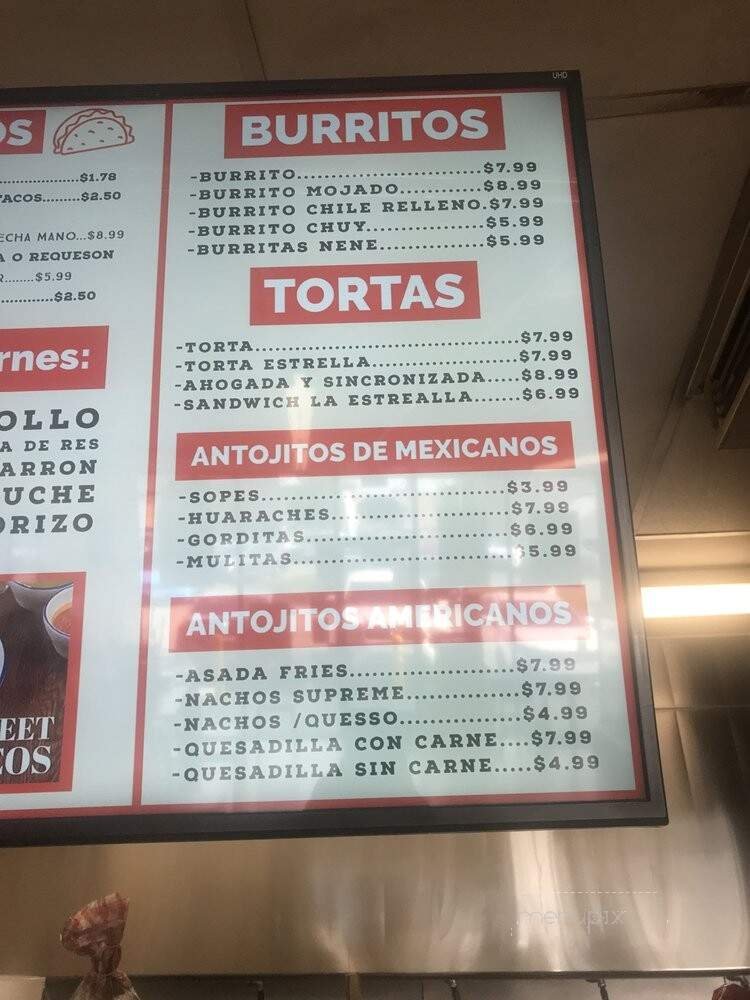 UHD
OS
$1.78
TACOS.........$2.50
ECHA MANO...$8.99
A O REQUESON
R........$5.99
$2.50
rnes:
OLLO
A DE RES
ARRON
UCHE
ORIZO
EET
COS
BURRITOS
-BURRITO..........................$7.99
-BURRITO MOJADO............$8.99
-BURRITO CHILE RELLENO.$7.99
-BURRITO CHUY.................$5.99
-BURRITAS NENE...............$5.99
TORTAS
-TORTA......................................$7.99
-TORTA ESTRELLA.....................$7.99
-AHOGADA Y SINCRONIZADA.....$8.99
-SANDWICH LA ESTREALLA.......$6.99
ANTOJITOS DE MEXICANOS
-SOPES...................................$3.99
-HUARACHES.........................$7.99
-GORDITAS.............................$6.99
-MULITAS................................$5.99
ANTOJITOS AMERICANOS
-ASADA FRIES........................$7.99
-NACHOS SUPREME................$7.99
-NACHOS /QUESSO.................$4.99
-QUESADILLA CON CARNE....$7.99
-QUESADILLA SIN CARNE.....$4.99
menupix